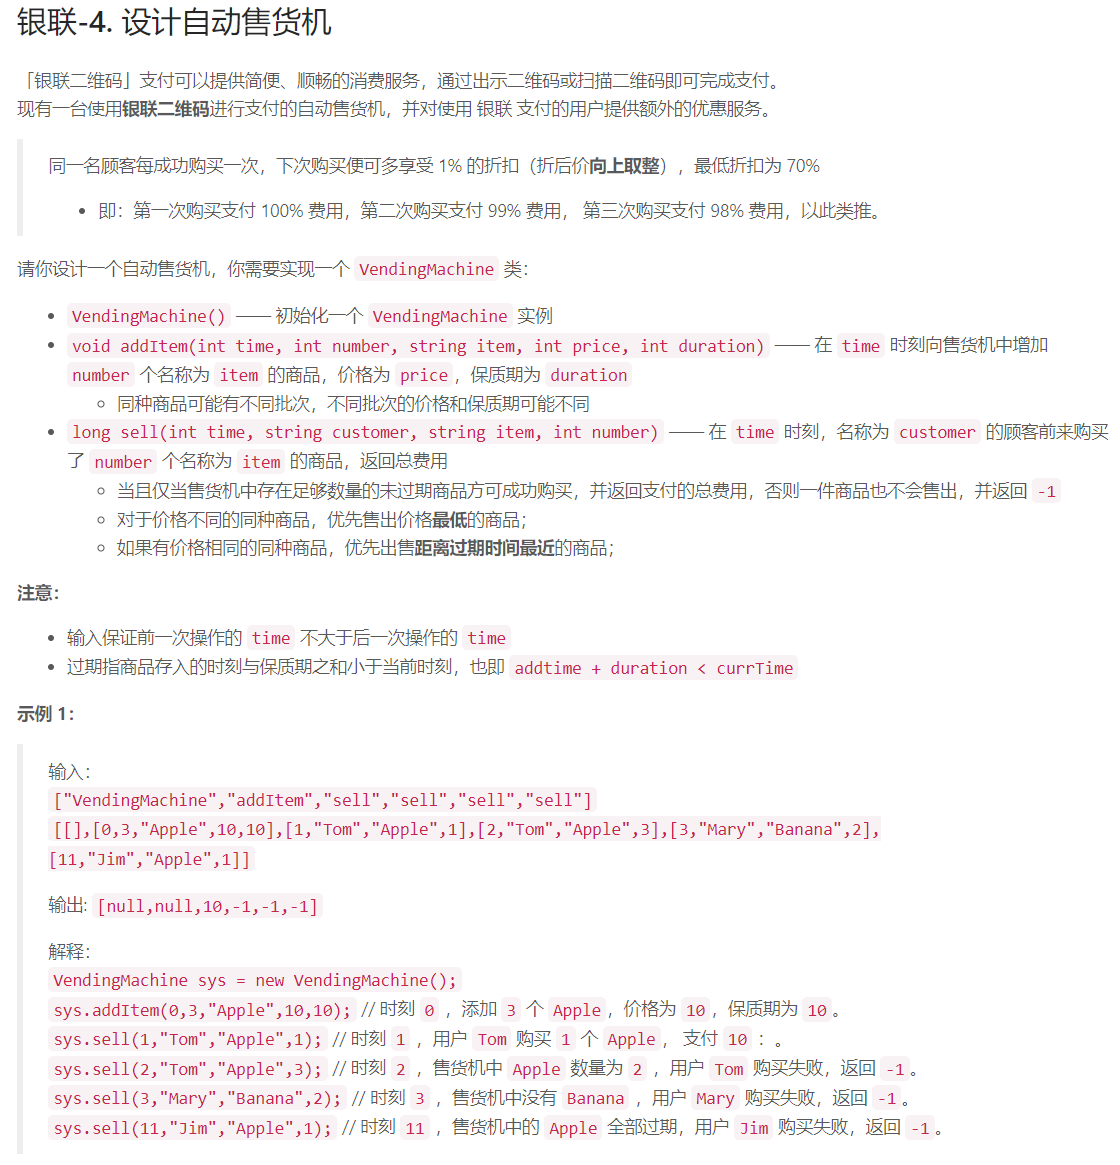 银联-4. 设计自动售货机
「银联二维码」支付可以提供简便、顺畅的消费服务，通过出示二维码或扫描二维码即可完成支付。
现有一台使用银联二维码进行支付的自动售货机，并对使用 银联 支付的用户提供额外的优惠服务。
同一名顾客每成功购买一次，下次购买便可多享受 1% 的折扣（折后价向上取整），最低折扣为 70%
• 即：第一次购买支付 100% 费用，第二次购买支付 99% 费用， 第三次购买支付 98% 费用，以此类推。
请你设计一个自动售货机，你需要实现一个 VendingMachine 类：
• VendingMachine() —— 初始化一个 VendingMachine 实例
• void addItem(int time, int number, string item, int price, int duration) —— 在 time 时刻向售货机中增加
number 个名称为 item 的商品，价格为 price，保质期为 duration
◦ 同种商品可能有不同批次，不同批次的价格和保质期可能不同
• long sell(int time, string customer, string item, int number) —— 在 time 时刻，名称为 customer 的顾客前来购买
了 number 个名称为 item 的商品，返回总费用
◦ 当且仅当售货机中存在足够数量的未过期商品方可成功购买，并返回支付的总费用，否则一件商品也不会售出，并返回 -1
◦ 对于价格不同的同种商品，优先售出价格最低的商品；
◦ 如果有价格相同的同种商品，优先出售距离过期时间最近的商品；
注意：
• 输入保证前一次操作的 time 不大于后一次操作的 time
• 过期指商品存入的时刻与保质期之和小于当前时刻，也即 addtime + duration < currTime
示例 1：
输入：
["VendingMachine","addItem","sell","sell","sell","sell"]
[[],[0,3,"Apple",10,10],[1,"Tom","Apple",1],[2,"Tom","Apple",3],[3,"Mary","Banana",2],
[11,"Jim","Apple",1]]
输出: [null,null,10,-1,-1,-1]
解释：
VendingMachine sys = new VendingMachine();
sys.addItem(0,3,"Apple",10,10); // 时刻 0 ，添加 3 个 Apple，价格为 10，保质期为 10。
sys.sell(1,"Tom","Apple",1); // 时刻 1 ，用户 Tom 购买 1 个 Apple， 支付 10 ：。
sys.sell(2,"Tom","Apple",3); // 时刻 2 ，售货机中 Apple 数量为 2 ，用户 Tom 购买失败，返回 -1。
sys.sell(3,"Mary","Banana",2); // 时刻 3 ，售货机中没有 Banana ，用户 Mary 购买失败，返回 -1。
sys.sell(11,"Jim","Apple",1); // 时刻 11 ，售货机中的 Apple 全部过期，用户 Jim 购买失败，返回 -1。